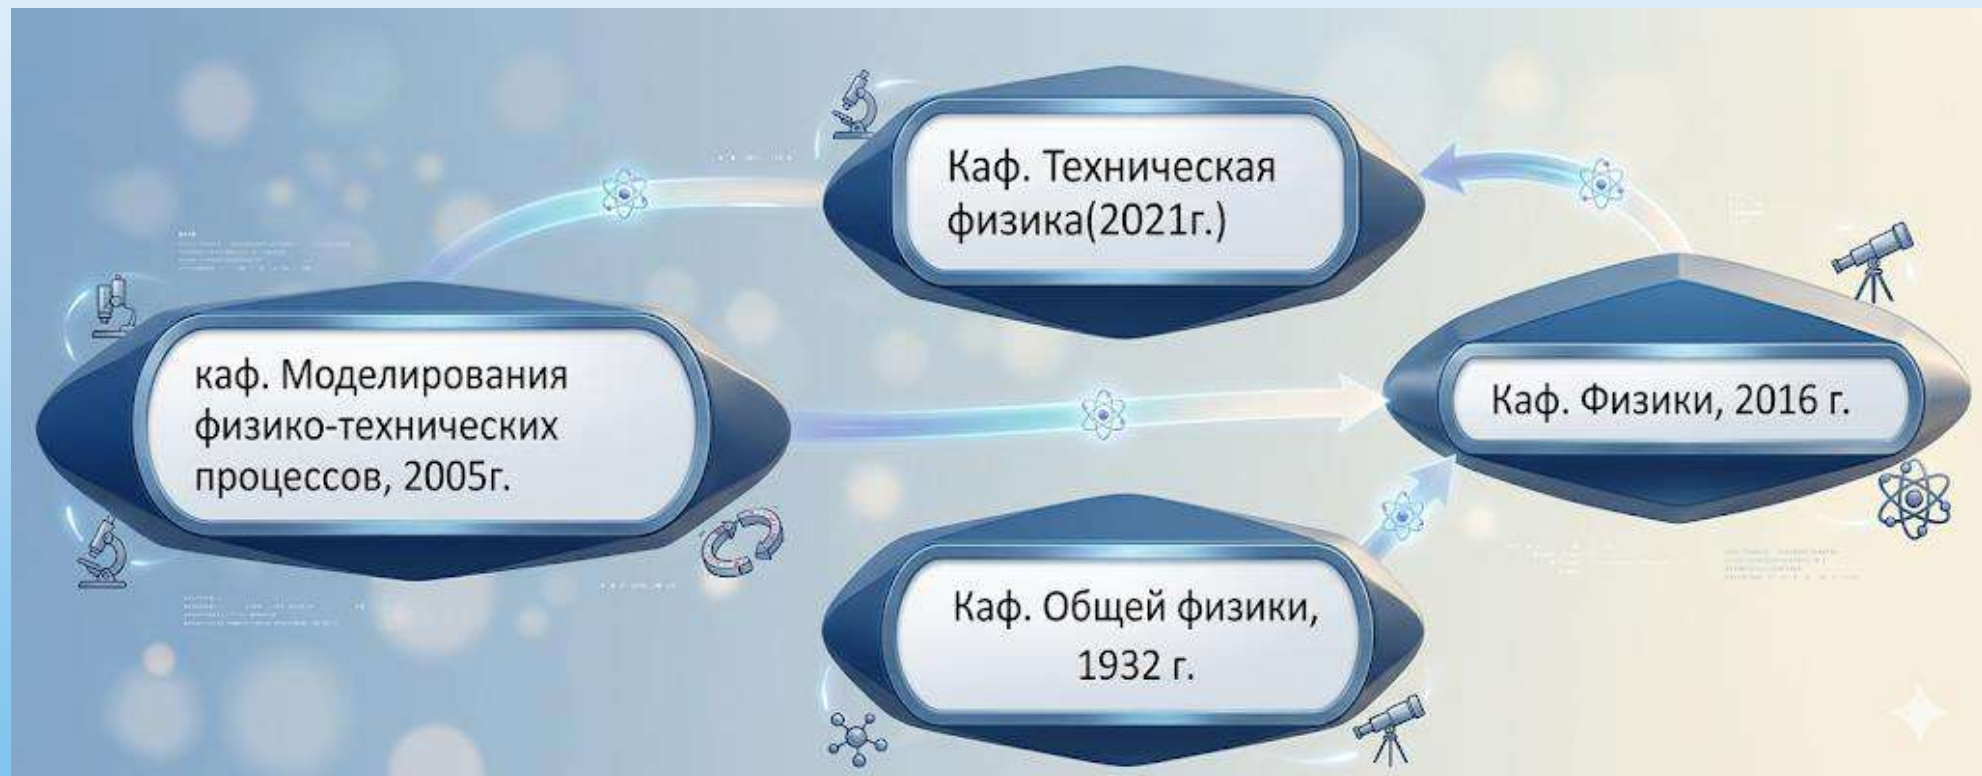 Каф. Техническая
физика(2021г.)
каф. Моделирования
физико-технических
процессов, 2005г.
Каф. Физики, 2016 г.
Каф. Общей физики,
1932 г.